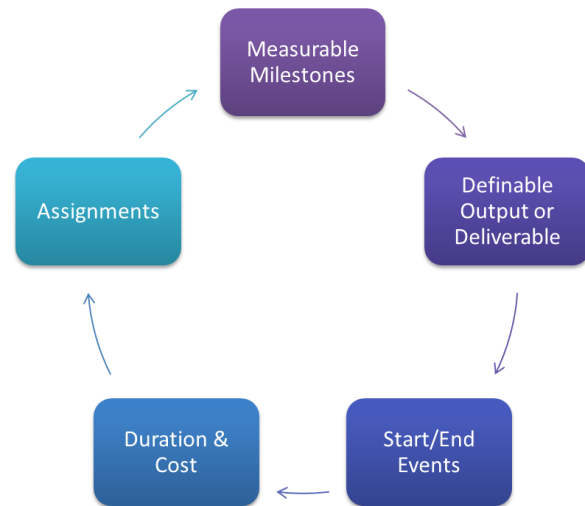 Measurable
Milestones
Definable
Output or
Deliverable
Start/End
Events
Duration &
Cost
Assignments